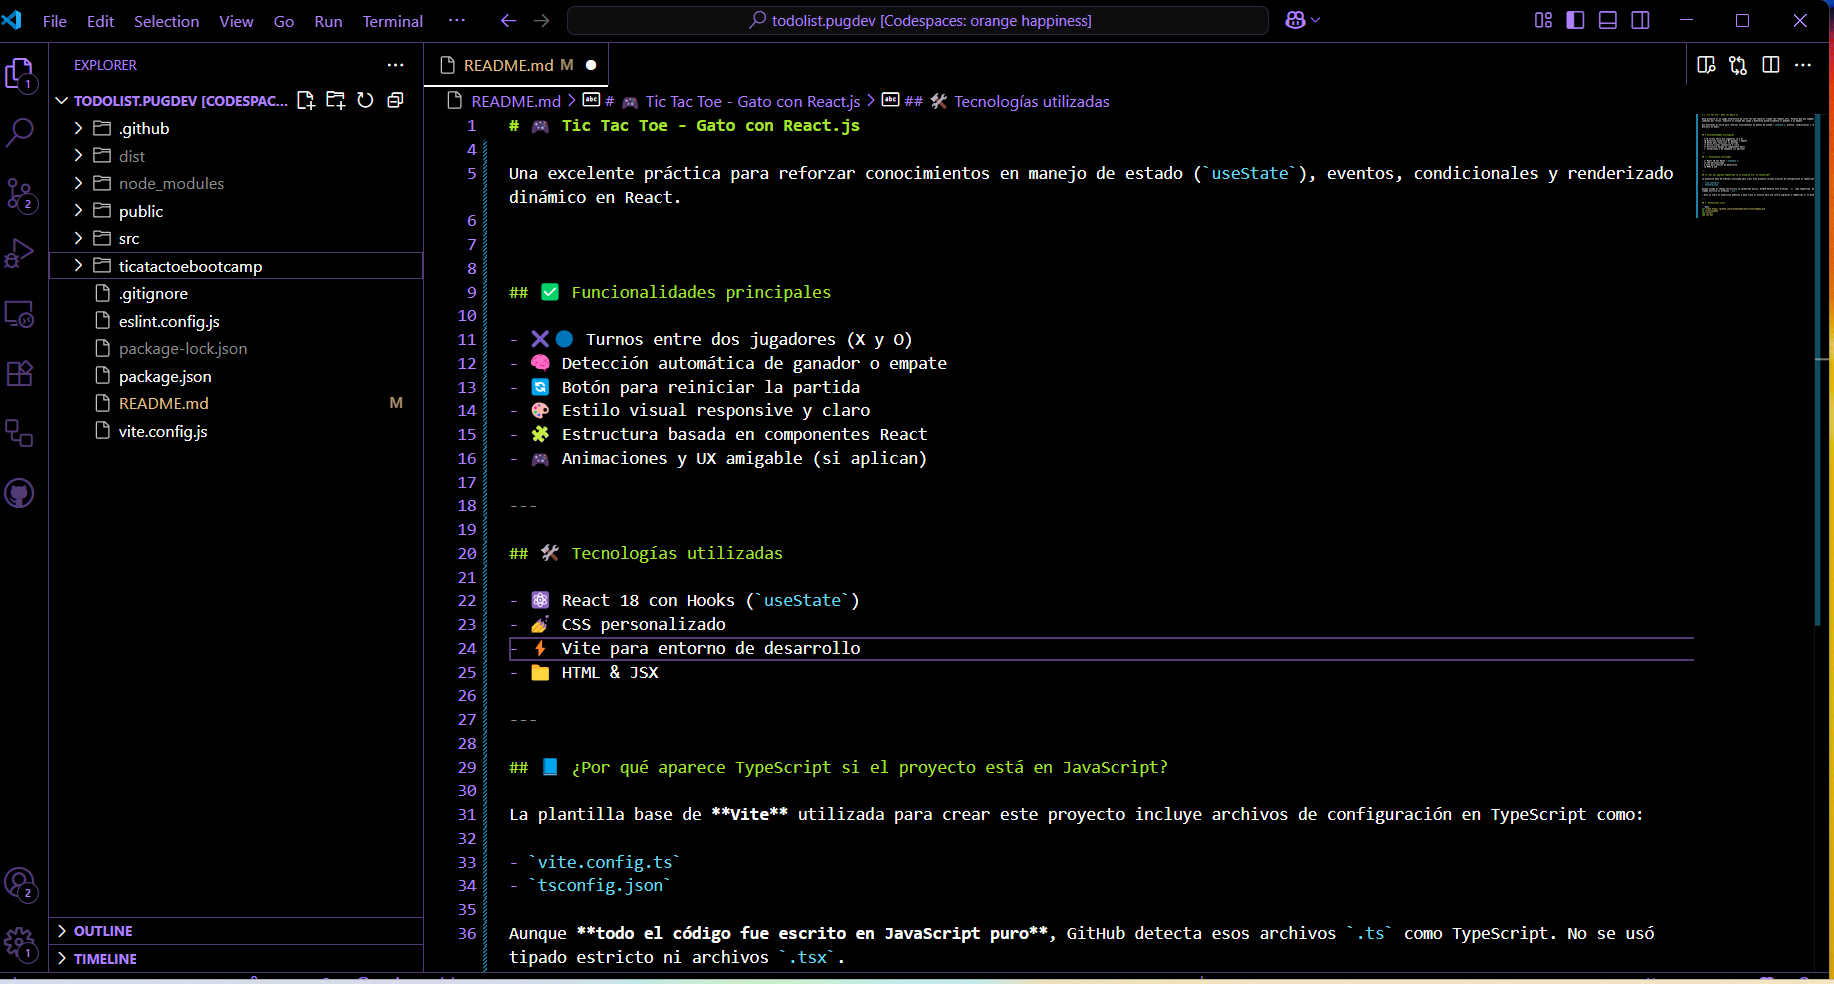 File Edit Selection View Go Run Terminal ··· todolist.pugdev [Codespaces: orange happiness]
EXPLORER ···
TODOLIST.PUGDEV [CODESPAC...
.github
dist
node_modules
public
src
ticatactoebootcamp
.gitignore
eslint.config.js
package-lock.json
package.json
README.md M
vite.config.js
OUTLINE
TIMELINE
1
2
2
1
README.md M ●
README.md > # 🎮 Tic Tac Toe - Gato con React.js > ## 🛠️ Tecnologías utilizadas
1 # 🎮 Tic Tac Toe - Gato con React.js
4
5 Una excelente práctica para reforzar conocimientos en manejo de estado (`useState`), eventos, condicionales y renderizado
dinámico en React.
6
7
8
9 ## ✅ Funcionalidades principales
10
11 - ❌🔵 Turnos entre dos jugadores (X y O)
12 - 🧠 Detección automática de ganador o empate
13 - 🔄 Botón para reiniciar la partida
14 - 🎨 Estilo visual responsive y claro
15 - 🧩 Estructura basada en componentes React
16 - 🎮 Animaciones y UX amigable (si aplican)
17
18 ---
19
20 ## 🛠️ Tecnologías utilizadas
21
22 - ⚛️ React 18 con Hooks (`useState`)
23 - 💅 CSS personalizado
24 - ⚡ Vite para entorno de desarrollo
25 - 📁 HTML & JSX
26
27 ---
28
29 ## 📘 ¿Por qué aparece TypeScript si el proyecto está en JavaScript?
30
31 La plantilla base de **Vite** utilizada para crear este proyecto incluye archivos de configuración en TypeScript como:
32
33 - `vite.config.ts`
34 - `tsconfig.json`
35
36 Aunque **todo el código fue escrito en JavaScript puro**, GitHub detecta esos archivos `.ts` como TypeScript. No se usó
tipado estricto ni archivos `.tsx`.